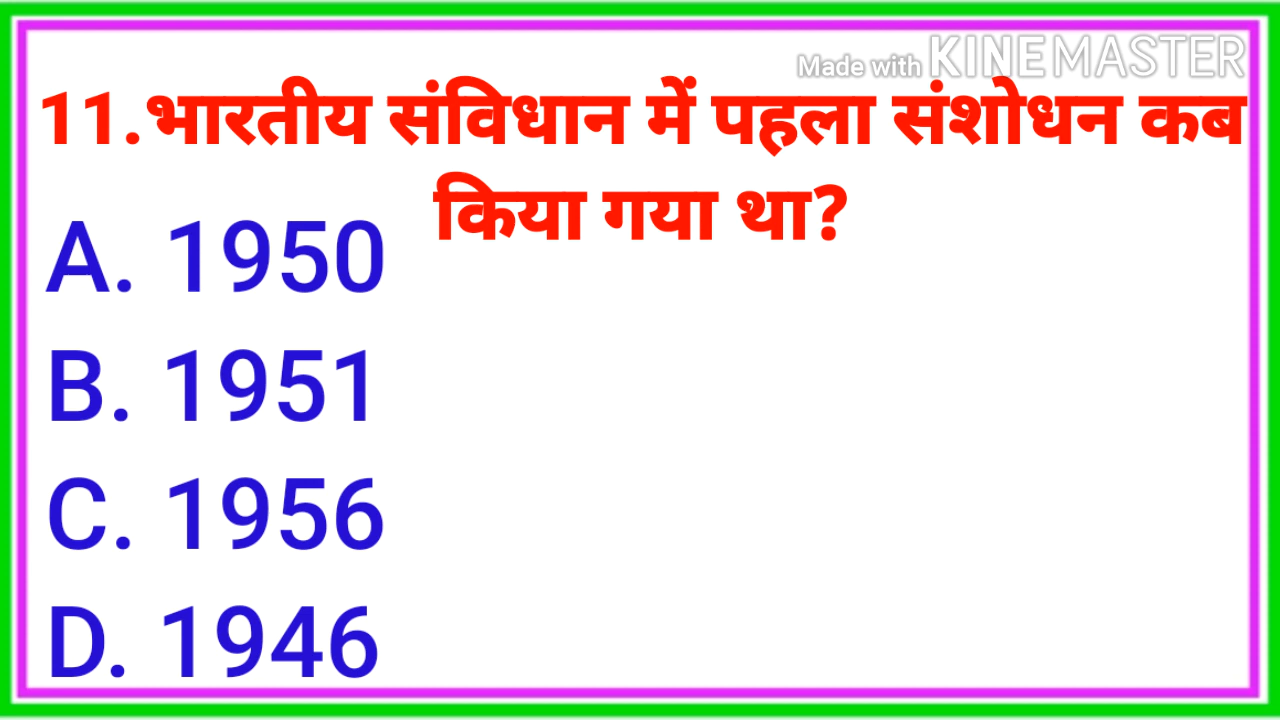 Made with KINEMASTER
11.भारतीय संविधान में पहला संशोधन कब
किया गया था?
A. 1950
B. 1951
C. 1956
D. 1946